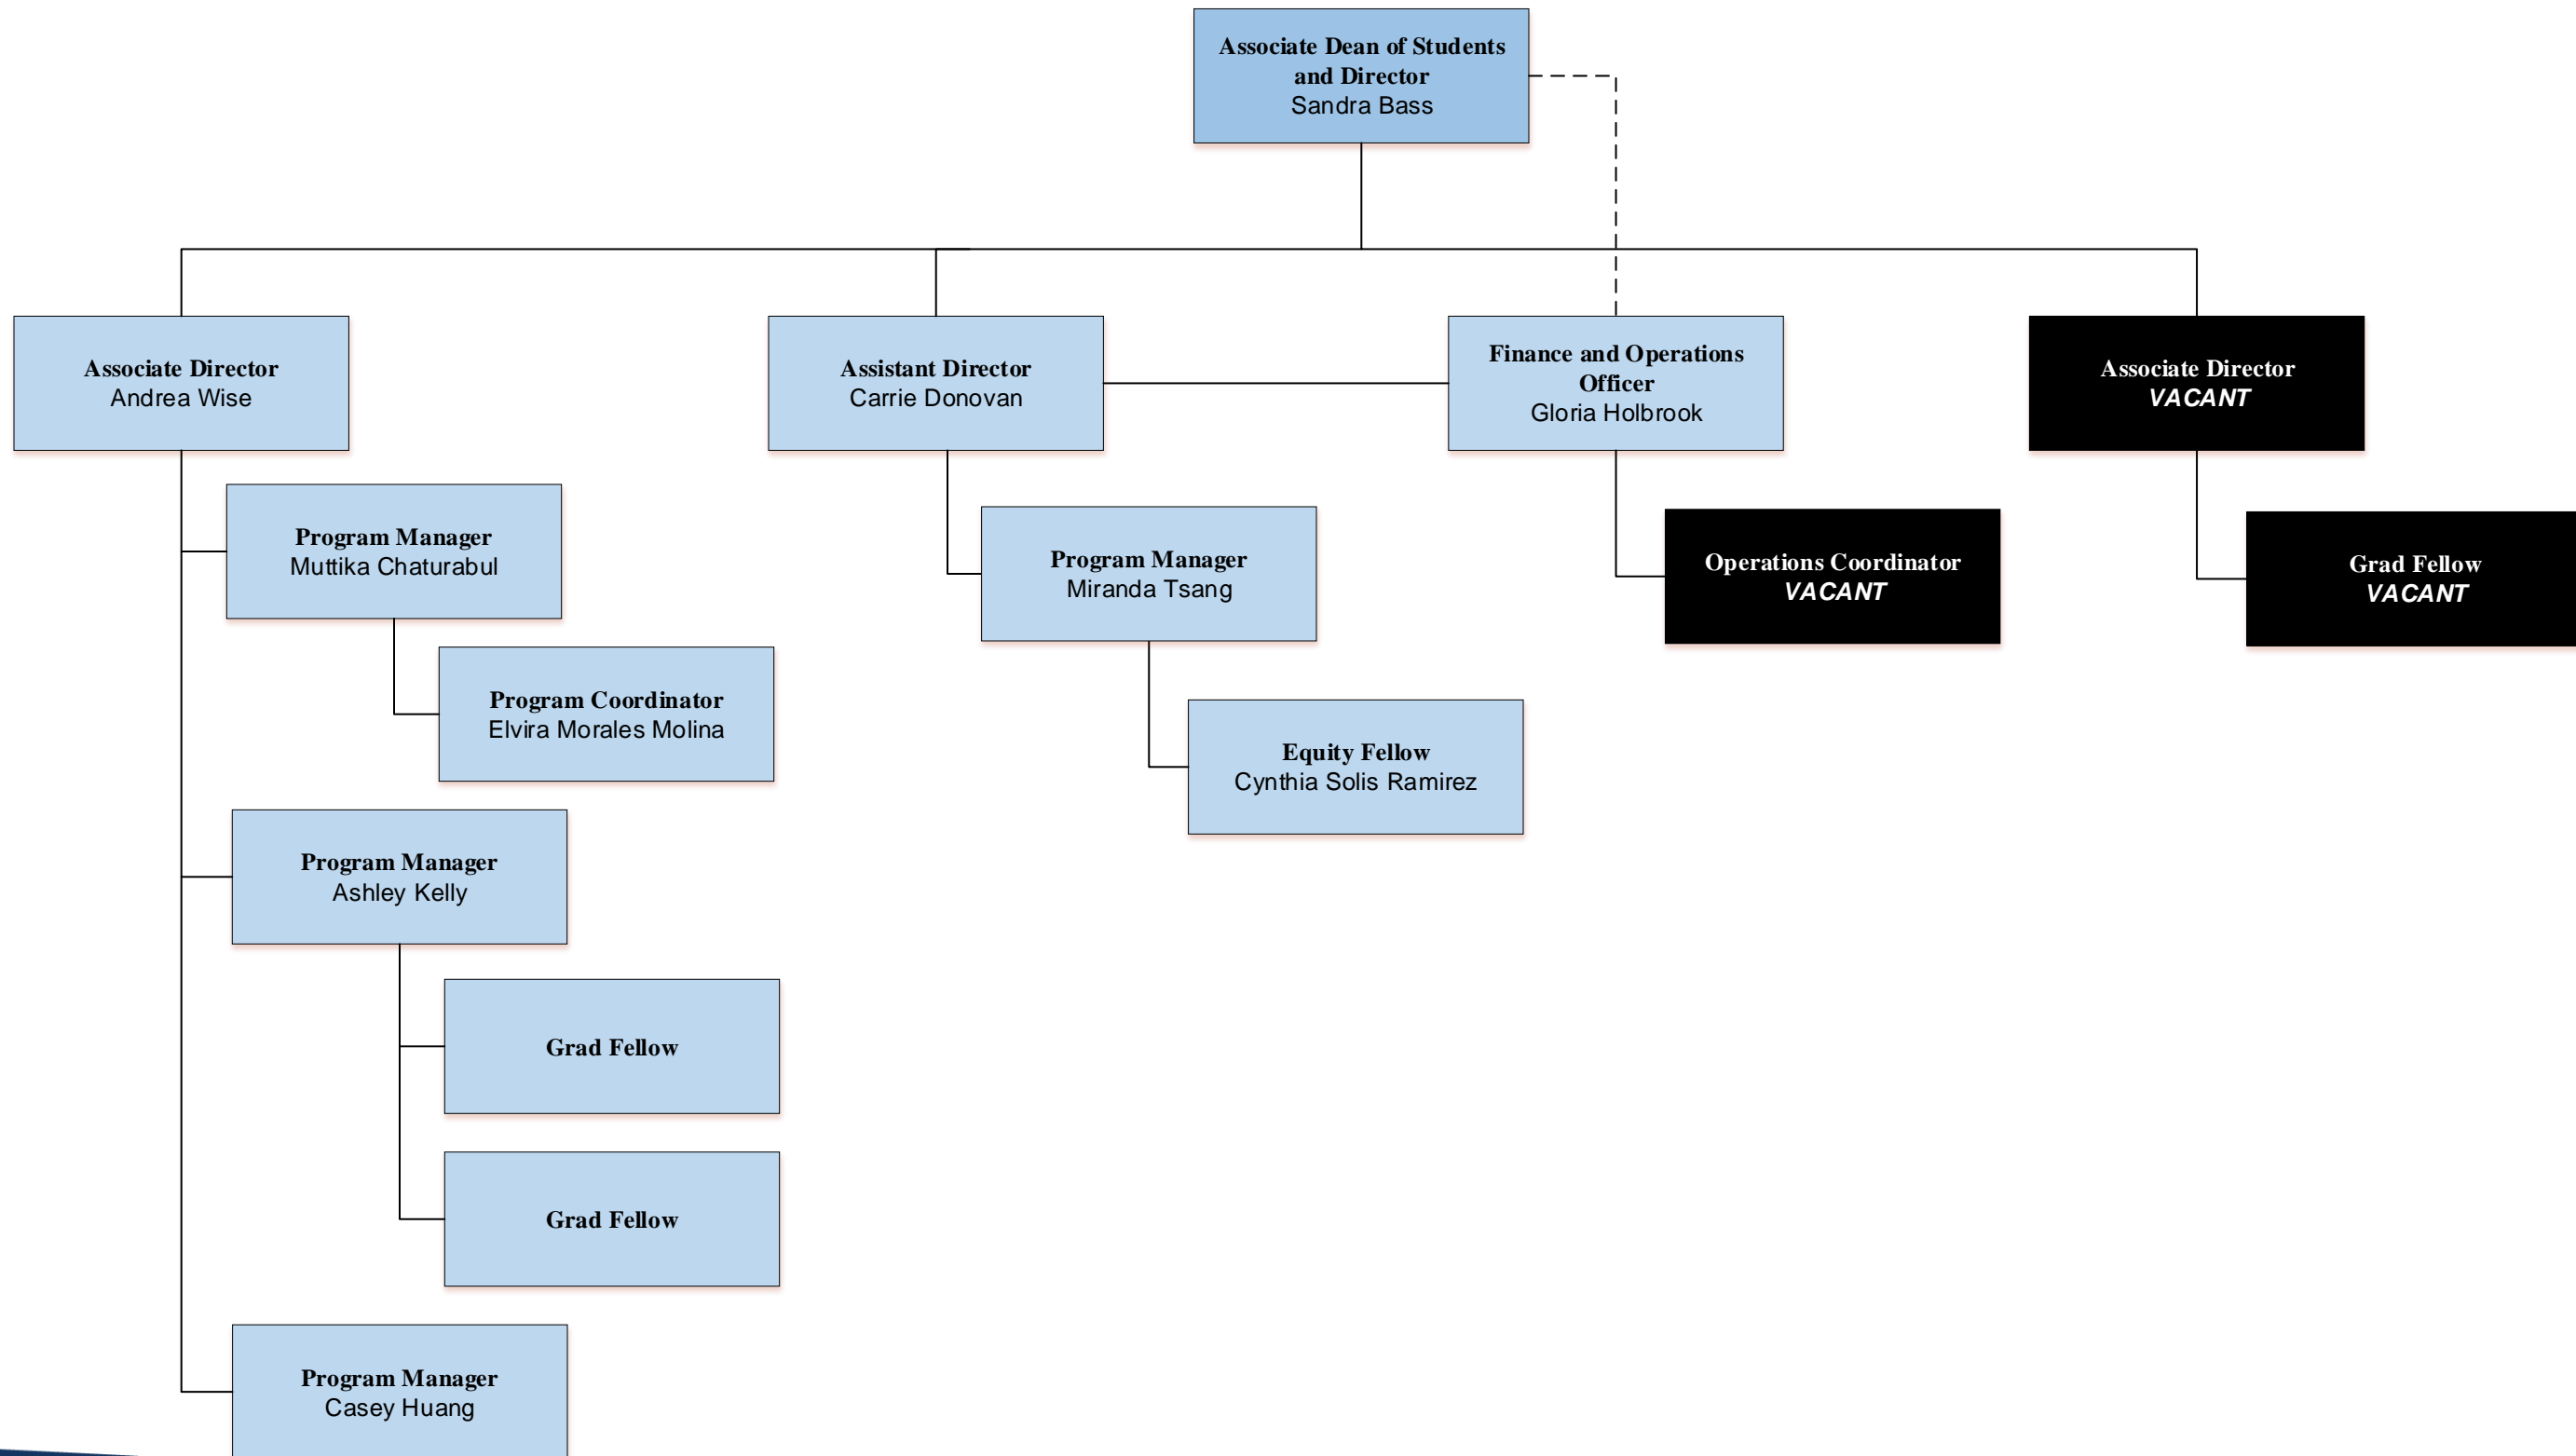 Associate Dean of Students
and Director
Sandra Bass
Associate Director
Andrea Wise
Assistant Director
Carrie Donovan
Finance and Operations
Officer
Gloria Holbrook
Associate Director
VACANT
Program Manager
Muttika Chaturabul
Program Manager
Miranda Tsang
Operations Coordinator
VACANT
Grad Fellow
VACANT
Program Coordinator
Elvira Morales Molina
Equity Fellow
Cynthia Solis Ramirez
Program Manager
Ashley Kelly
Grad Fellow
Grad Fellow
Program Manager
Casey Huang